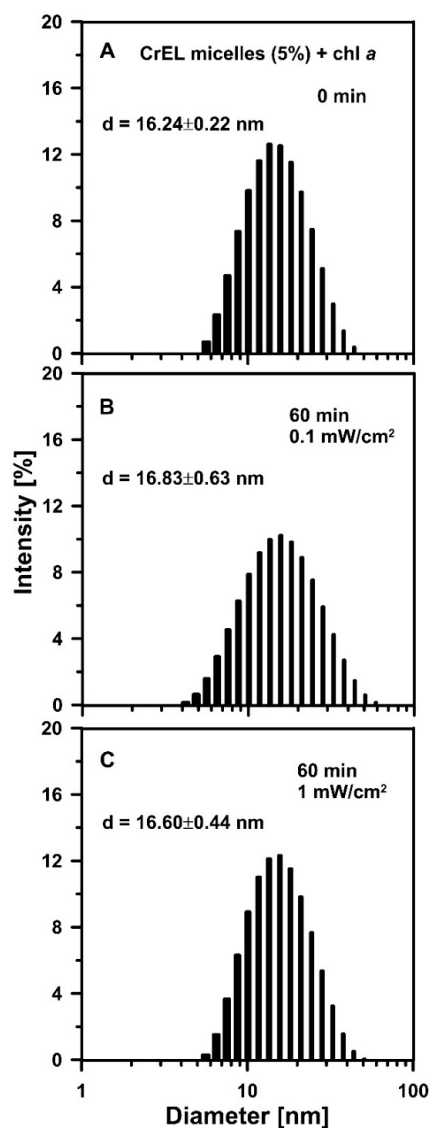 20
A
CrEL micelles (5%) + chl a
16
0 min
d = 16.24±0.22 nm
12
8
4
0
20
B
60 min
0.1 mW/cm²
16
d = 16.83±0.63 nm
12
8
4
0
20
C
60 min
1 mW/cm²
16
d = 16.60±0.44 nm
12
8
4
0
1
10
100
Intensity [%]
Diameter [nm]